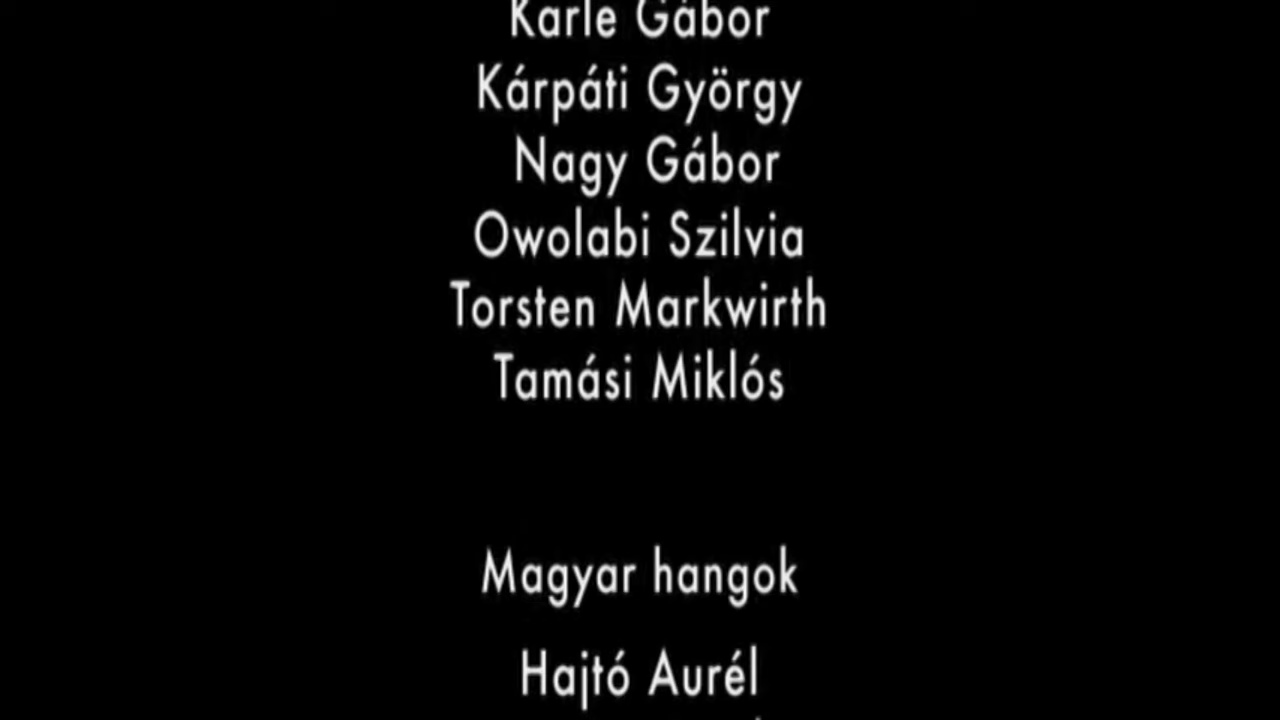 Karle Gábor
Kárpáti György
Nagy Gábor
Owolabi Szilvia
Torsten Markwirth
Tamási Miklós
Magyar hangok
Hajtó Aurél